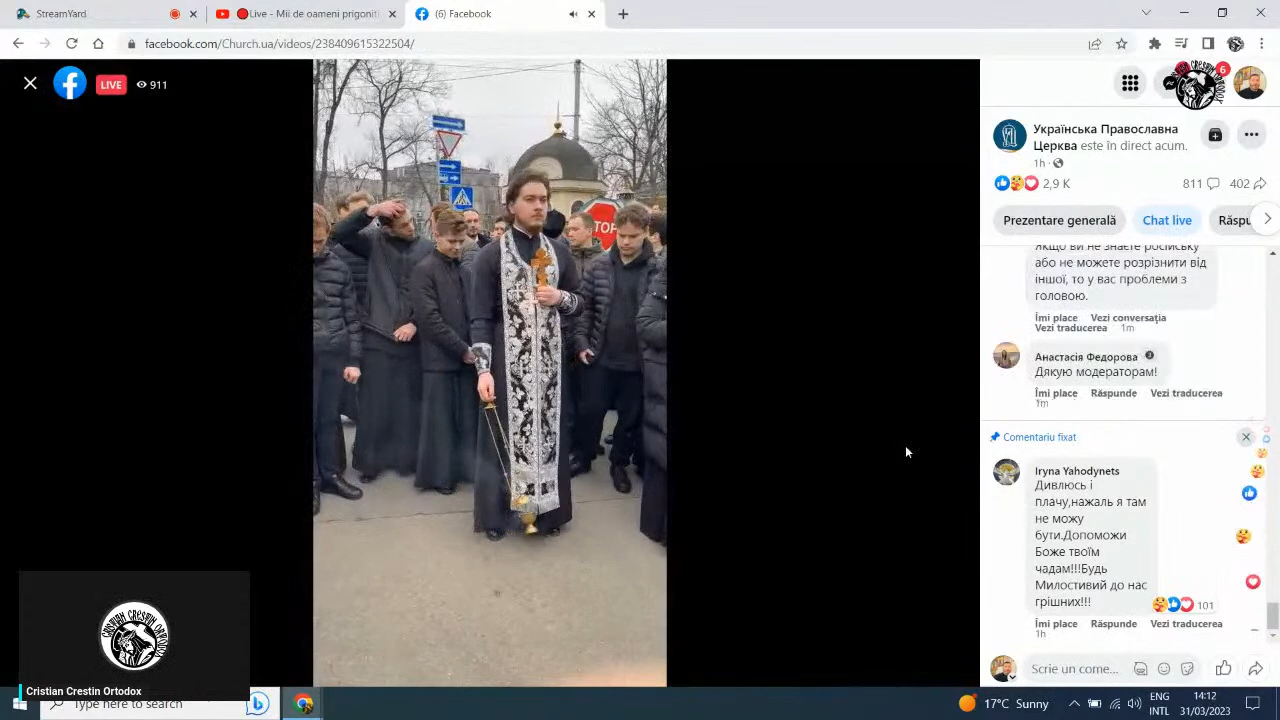 StreamYard
Live - Mii de oameni prigoniti
(6) Facebook
facebook.com/Church.ua/videos/238409615322504/
LIVE
911
6
Українська Православна
Церква este în direct acum.
1h
2,9 K
811
402
Prezentare generală
Chat live
Răspu
якщо ви не знаєте російську
або не можете розрізнити від
іншої, то у вас проблеми з
головою.
Îmi place Vezi conversația
Vezi traducerea 1m
Анастасія Федорова
Дякую модераторам!
Îmi place Răspunde Vezi traducerea
1m
Comentariu fixat
Iryna Yahodynets
Дивлюсь і
плачу,нажаль я там
не можу
бути.Допоможи
Боже твоїм
чадам!!!Будь
Милостивий до нас
грішних!!!
101
Îmi place Răspunde Vezi traducerea
1h
Scrie un come...
CRISTIAN CRESTIN ORTODOX
Cristian Crestin Ortodox
Type here to search
17°C Sunny
ENG
INTL
14:12
31/03/2023